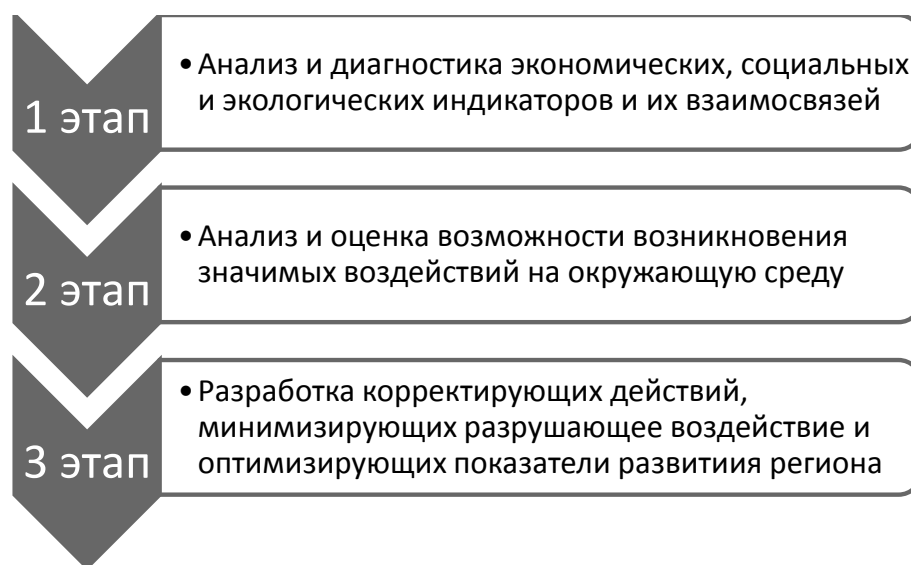 1 этап
• Анализ и диагностика экономических, социальных
и экологических индикаторов и их взаимосвязей
2 этап
• Анализ и оценка возможности возникновения
значимых воздействий на окружающую среду
3 этап
• Разработка корректирующих действий,
минимизирующих разрушающее воздействие и
оптимизирующих показатели развитиия региона